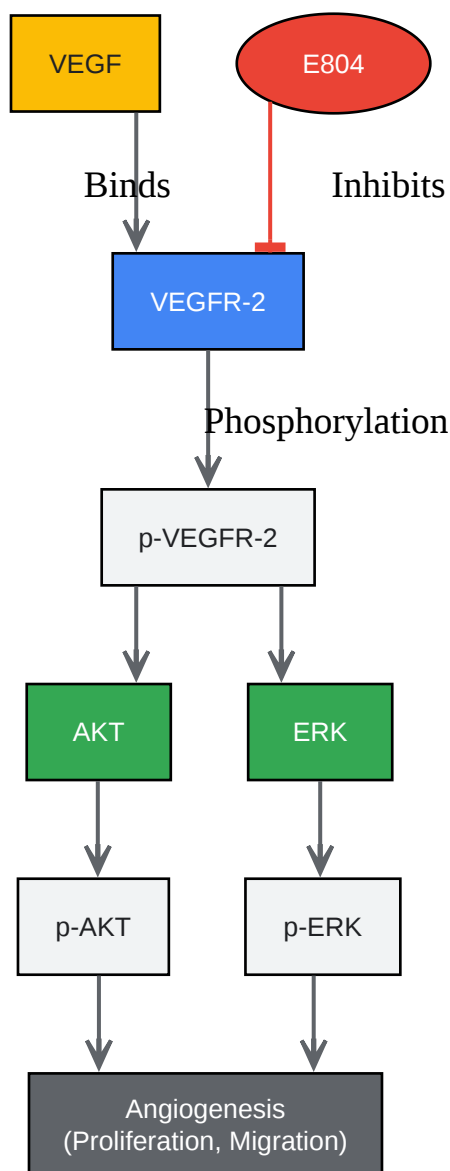 VEGF
E804
Binds
Inhibits
VEGFR-2
Phosphorylation
p-VEGFR-2
AKT
ERK
p-AKT
p-ERK
Angiogenesis
(Proliferation, Migration)